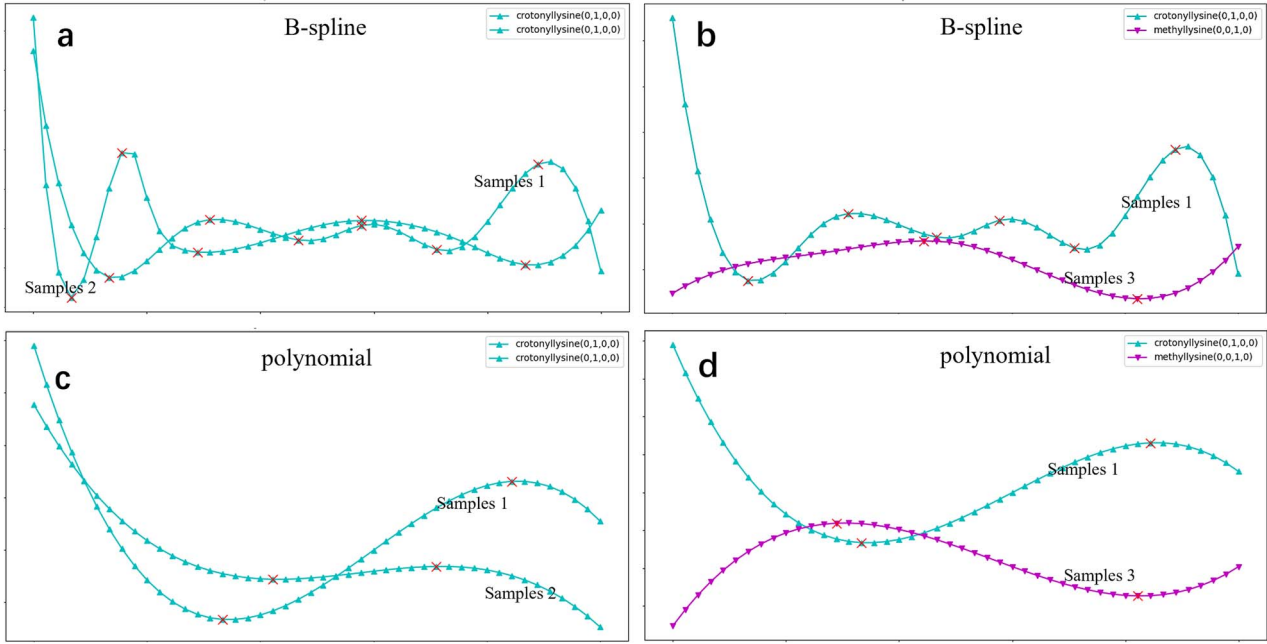 a
B-spline
crotonyllysine(0,1,0,0)
crotonyllysine(0,1,0,0)
Samples 1
Samples 2
b
B-spline
crotonyllysine(0,1,0,0)
methyllysine(0,0,1,0)
Samples 1
Samples 3
c
polynomial
crotonyllysine(0,1,0,0)
crotonyllysine(0,1,0,0)
Samples 1
Samples 2
d
polynomial
crotonyllysine(0,1,0,0)
methyllysine(0,0,1,0)
Samples 1
Samples 3